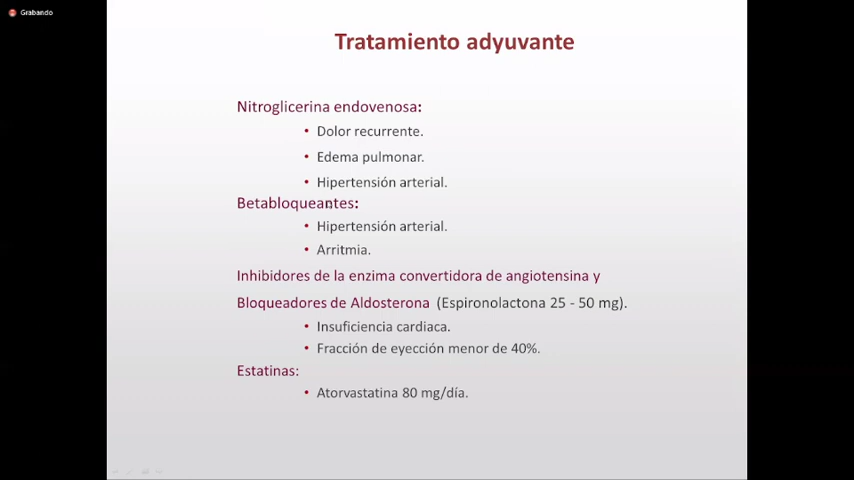 Grabando
Tratamiento adyuvante
Nitroglicerina endovenosa:
• Dolor recurrente.
• Edema pulmonar.
• Hipertensión arterial.
Betabloqueantes:
• Hipertensión arterial.
• Arritmia.
Inhibidores de la enzima convertidora de angiotensina y
Bloqueadores de Aldosterona (Espironolactona 25 - 50 mg).
• Insuficiencia cardiaca.
• Fracción de eyección menor de 40%.
Estatinas:
• Atorvastatina 80 mg/día.